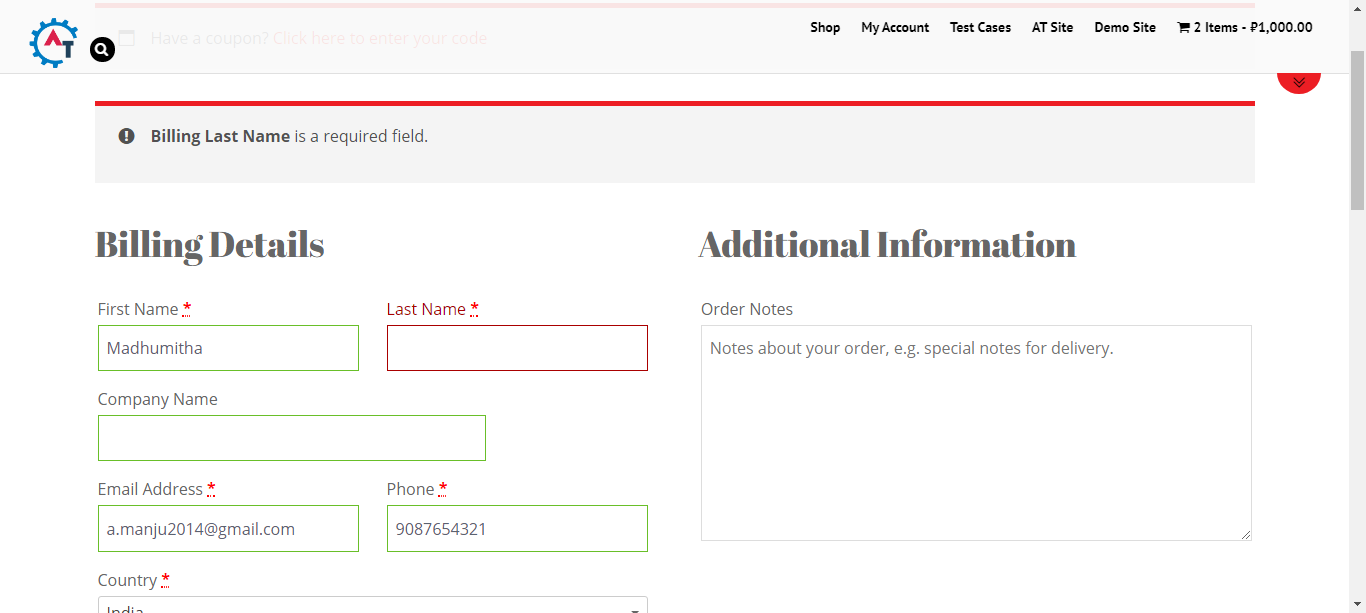 AT
Shop My Account Test Cases AT Site Demo Site 2 Items - ₽1,000.00
Have a coupon? Click here to enter your code
Billing Last Name is a required field.
Billing Details
Additional Information
First Name *
Last Name *
Order Notes
Madhumitha
Notes about your order, e.g. special notes for delivery.
Company Name
Email Address *
Phone *
a.manju2014@gmail.com
9087654321
Country *
India